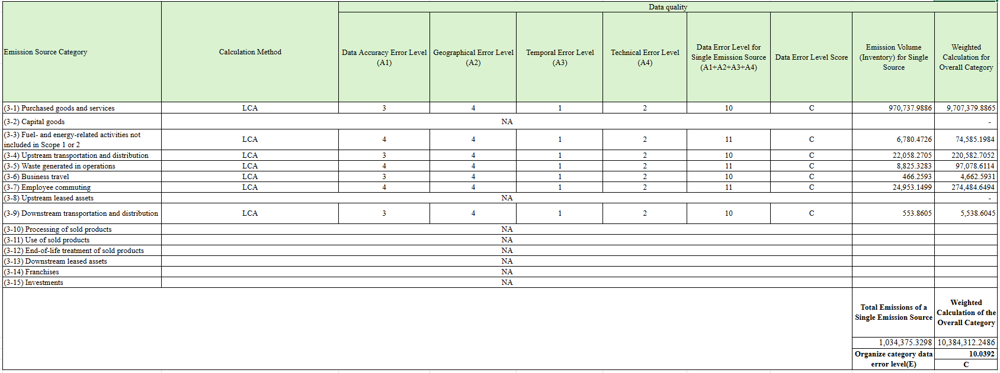 Data quality
Emission Source Category
Calculation Method
Data Accuracy Error Level
(A1)
Geographical Error Level
(A2)
Temporal Error Level
(A3)
Technical Error Level
(A4)
Data Error Level for
Single Emission Source
(A1+A2+A3+A4)
Data Error Level Score
Emission Volume
(Inventory) for Single
Source
Weighted
Calculation for
Overall Category
(3-1) Purchased goods and services LCA 3 4 1 2 10 C 970,737.9886 9,707,379.8865
(3-2) Capital goods NA -
(3-3) Fuel- and energy-related activities not
included in Scope 1 or 2 LCA 4 4 1 2 11 C 6,780.4726 74,585.1984
(3-4) Upstream transportation and distribution LCA 3 4 1 2 10 C 22,058.2705 220,582.7052
(3-5) Waste generated in operations LCA 4 4 1 2 11 C 8,825.3283 97,078.6114
(3-6) Business travel LCA 3 4 1 2 10 C 466.2593 4,662.5931
(3-7) Employee commuting LCA 4 4 1 2 11 C 24,953.1499 274,484.6494
(3-8) Upstream leased assets NA -
(3-9) Downstream transportation and distribution LCA 3 4 1 2 10 C 553.8605 5,538.6045
(3-10) Processing of sold products NA
(3-11) Use of sold products NA
(3-12) End-of-life treatment of sold products NA
(3-13) Downstream leased assets NA
(3-14) Franchises NA
(3-15) Investments NA
Total Emissions of a
Single Emission Source
Weighted
Calculation of the
Overall Category
1,034,375.3298 10,384,312.2486
Organize category data
error level(E)
10.0392
C